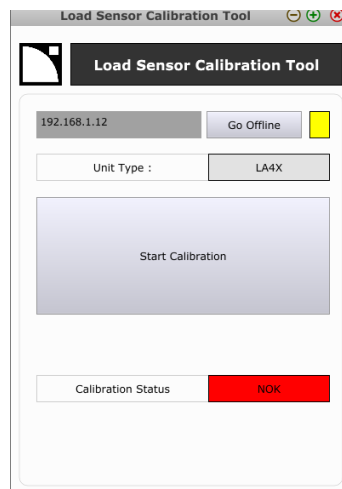 Load Sensor Calibration Tool
Load Sensor Calibration Tool
192.168.1.12
Go Offline
Unit Type :
LA4X
Start Calibration
Calibration Status
NOK